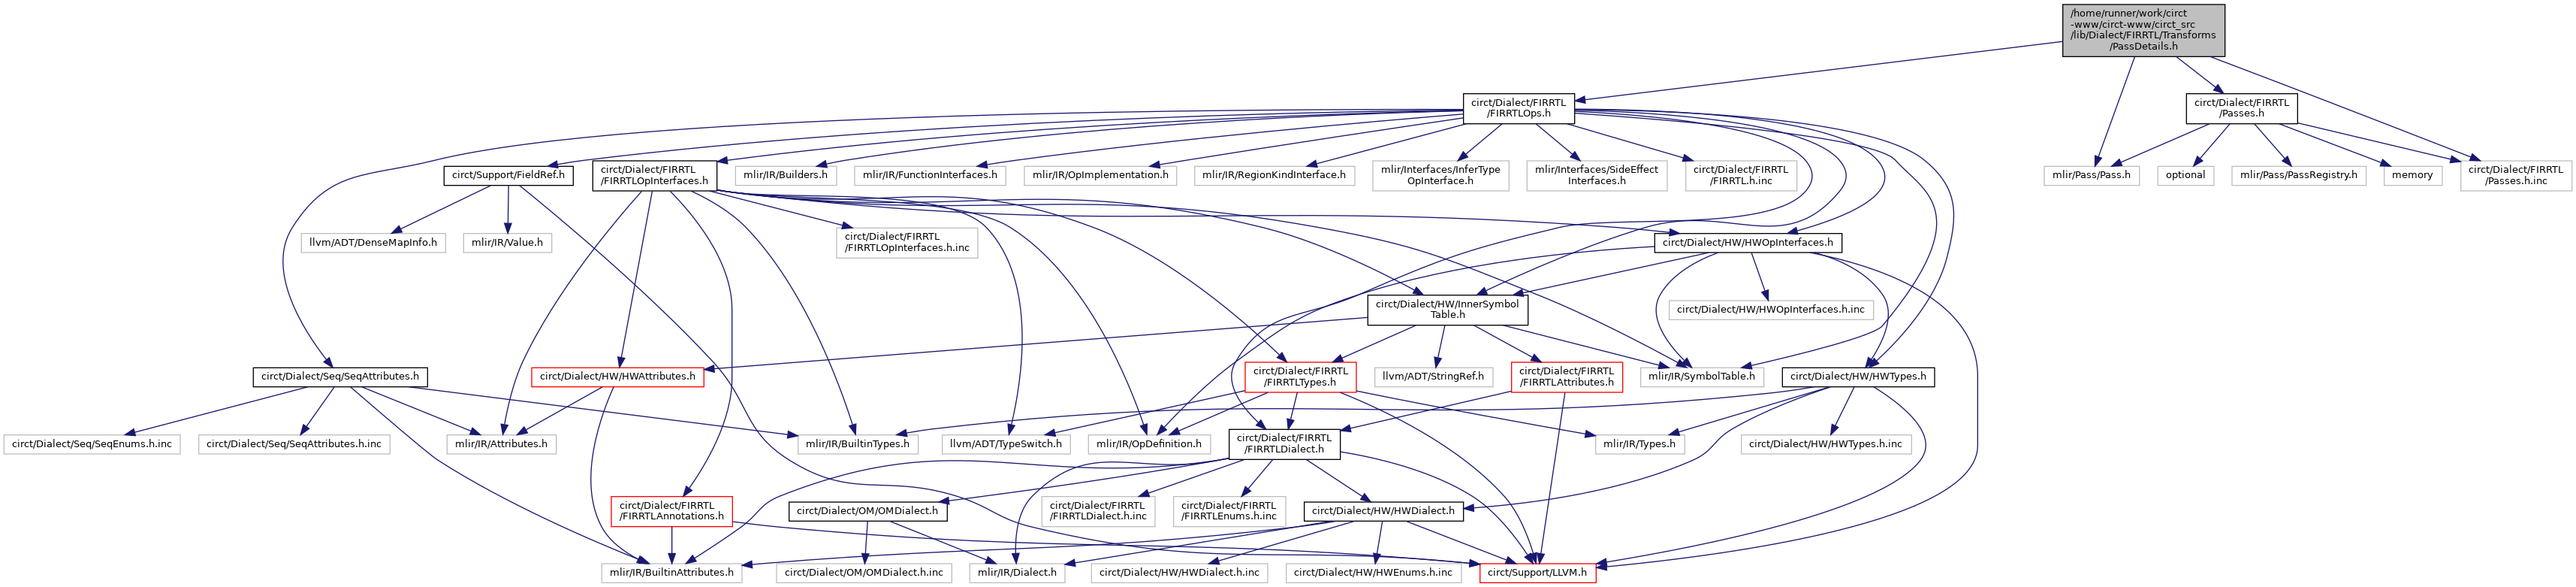 /home/runner/work/circt
-www/circt-www/circt_src
/lib/Dialect/FIRRTL/Transforms
/PassDetails.h
circt/Dialect/FIRRTL
/FIRRTLOps.h
circt/Dialect/FIRRTL
/Passes.h
circt/Support/FieldRef.h
circt/Dialect/FIRRTL
/FIRRTLOpInterfaces.h
mlir/IR/Builders.h
mlir/IR/FunctionInterfaces.h
mlir/IR/OpImplementation.h
mlir/IR/RegionKindInterface.h
mlir/Interfaces/InferType
OpInterface.h
mlir/Interfaces/SideEffect
Interfaces.h
circt/Dialect/FIRRTL
/FIRRTL.h.inc
mlir/Pass/Pass.h
optional
mlir/Pass/PassRegistry.h
memory
circt/Dialect/FIRRTL
/Passes.h.inc
llvm/ADT/DenseMapInfo.h
mlir/IR/Value.h
circt/Dialect/FIRRTL
/FIRRTLOpInterfaces.h.inc
circt/Dialect/HW/HWOpInterfaces.h
circt/Dialect/HW/InnerSymbol
Table.h
circt/Dialect/HW/HWOpInterfaces.h.inc
circt/Dialect/Seq/SeqAttributes.h
circt/Dialect/HW/HWAttributes.h
circt/Dialect/FIRRTL
/FIRRTLTypes.h
llvm/ADT/StringRef.h
circt/Dialect/FIRRTL
/FIRRTLAttributes.h
mlir/IR/SymbolTable.h
circt/Dialect/HW/HWTypes.h
circt/Dialect/Seq/SeqEnums.h.inc
circt/Dialect/Seq/SeqAttributes.h.inc
mlir/IR/Attributes.h
mlir/IR/BuiltinTypes.h
llvm/ADT/TypeSwitch.h
mlir/IR/OpDefinition.h
circt/Dialect/FIRRTL
/FIRRTLDialect.h
mlir/IR/Types.h
circt/Dialect/HW/HWTypes.h.inc
circt/Dialect/FIRRTL
/FIRRTLAnnotations.h
circt/Dialect/OM/OMDialect.h
circt/Dialect/FIRRTL
/FIRRTLDialect.h.inc
circt/Dialect/FIRRTL
/FIRRTLEnums.h.inc
circt/Dialect/HW/HWDialect.h
mlir/IR/BuiltinAttributes.h
circt/Dialect/OM/OMDialect.h.inc
mlir/IR/Dialect.h
circt/Dialect/HW/HWDialect.h.inc
circt/Dialect/HW/HWEnums.h.inc
circt/Support/LLVM.h